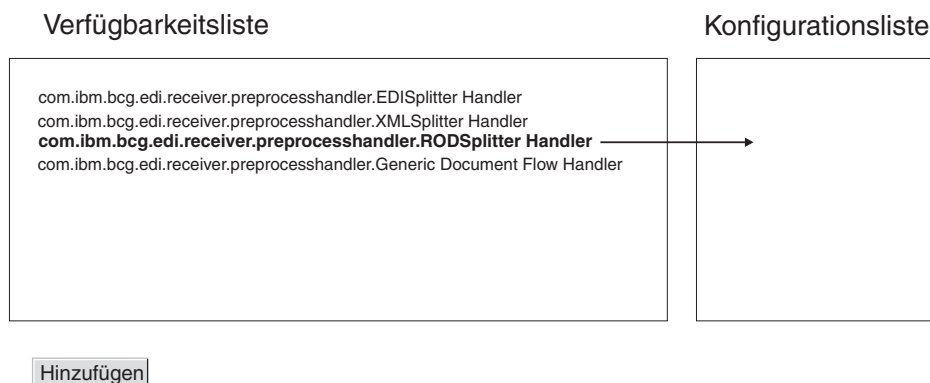 Verfügbarkeitsliste
Konfigurationsliste
com.ibm.bcg.edi.receiver.preprocesshandler.EDISplitter Handler
com.ibm.bcg.edi.receiver.preprocesshandler.XMLSplitter Handler
com.ibm.bcg.edi.receiver.preprocesshandler.RODSplitter Handler
com.ibm.bcg.edi.receiver.preprocesshandler.Generic Document Flow Handler
Hinzufügen